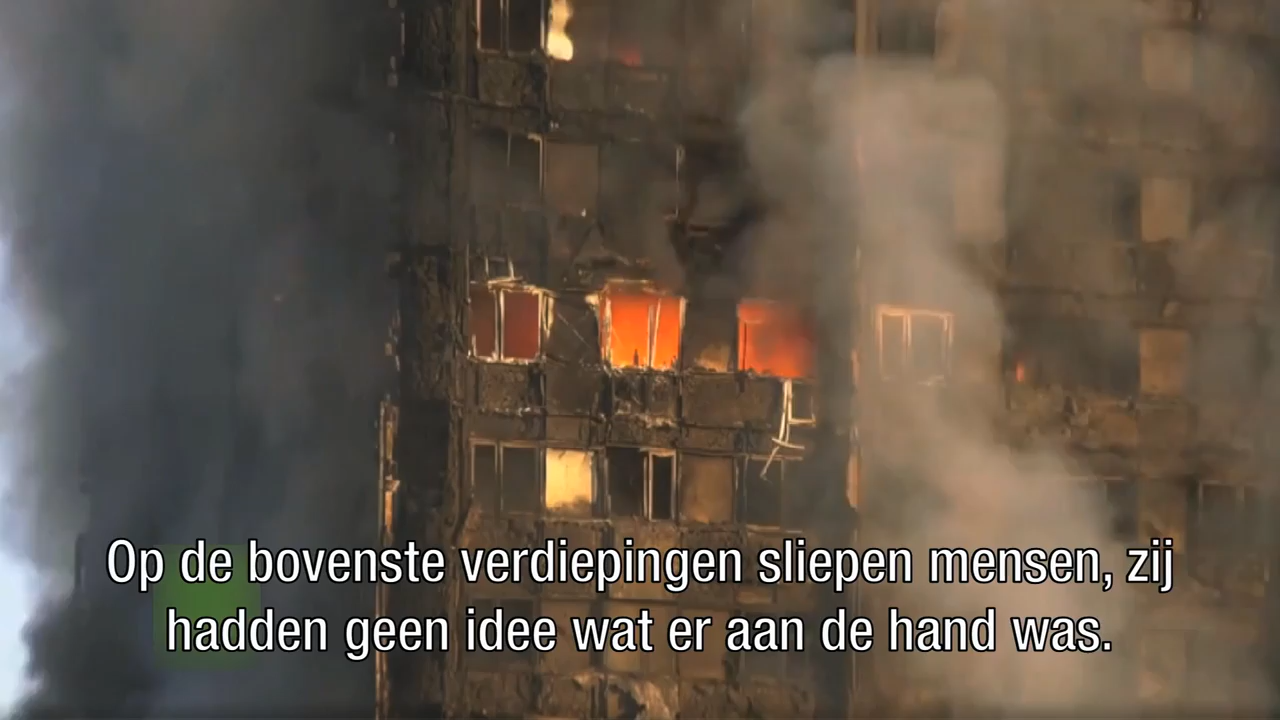 Op de bovenste verdiepingen sliepen mensen, zij
hadden geen idee wat er aan de hand was.